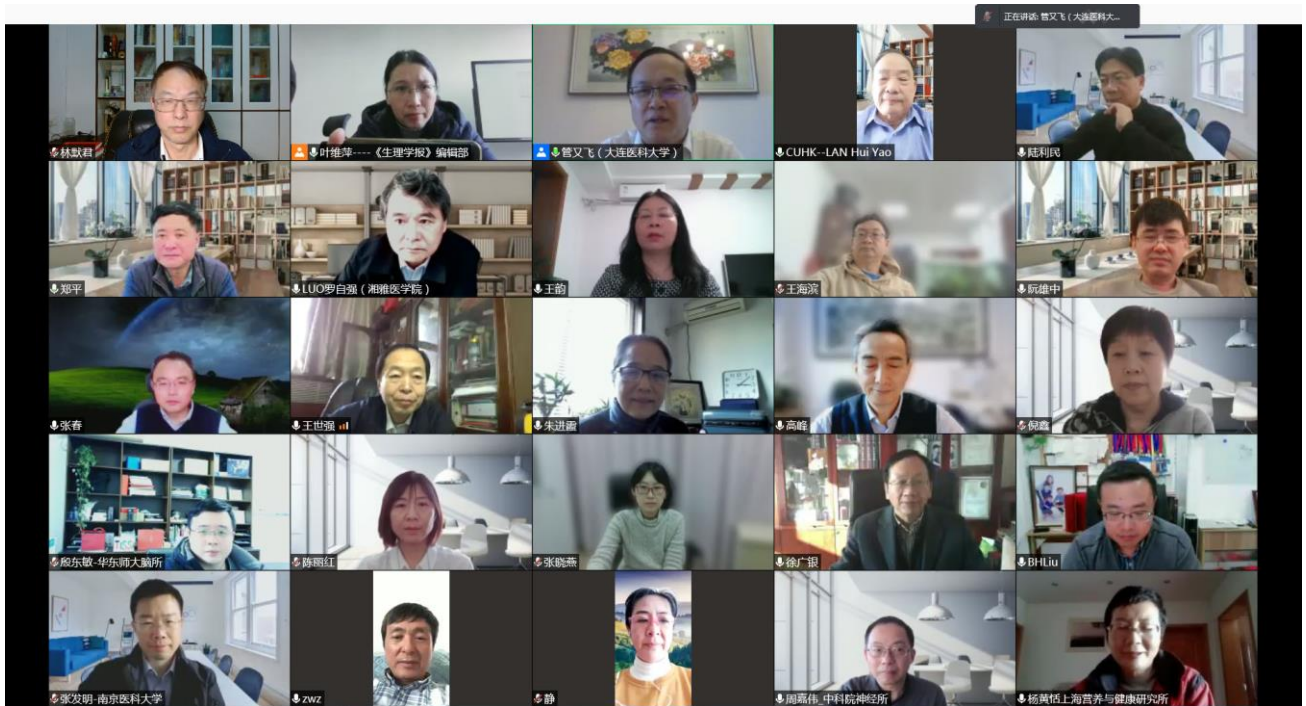 正在讲话: 管又飞（大连医科大...
林默君
叶维萍----《生理学报》编辑部
管又飞（大连医科大学）
CUHK--LAN Hui Yao
陆利民
郑平
LUO罗自强（湘雅医学院）
王韵
王海滨
阮雄中
张春
王世强
朱进霞
高峰
倪鑫
殷东敏-华东师大脑所
陈丽红
张晓燕
徐广银
BHLiu
张发明-南京医科大学
zwz
静
周嘉伟_中科院神经所
杨黄恬上海营养与健康研究所